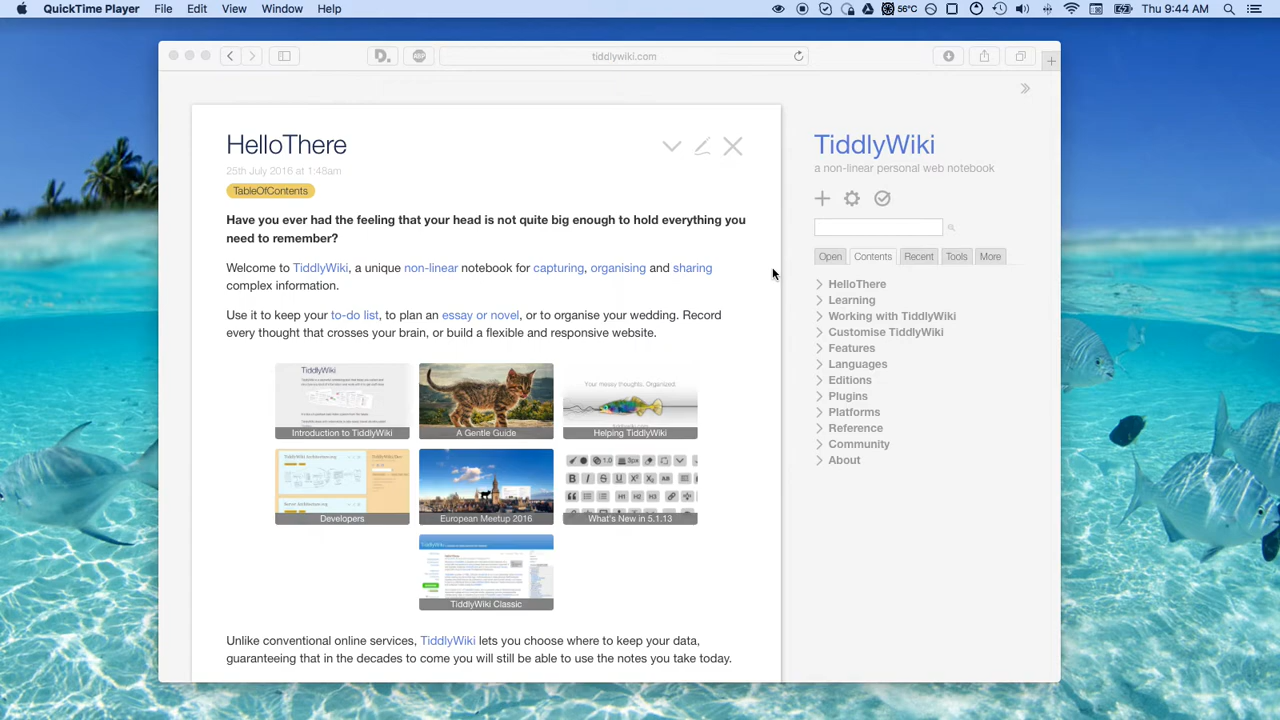 QuickTime Player File Edit View Window Help
56°C Thu 9:44 AM
tiddlywiki.com
HelloThere
25th July 2016 at 1:48am
TableOfContents
Have you ever had the feeling that your head is not quite big enough to hold everything you
need to remember?
Welcome to TiddlyWiki, a unique non-linear notebook for capturing, organising and sharing
complex information.
Use it to keep your to-do list, to plan an essay or novel, or to organise your wedding. Record
every thought that crosses your brain, or build a flexible and responsive website.
TiddlyWiki
Introduction to TiddlyWiki
A Gentle Guide
Your messy thoughts. Organized.
Helping TiddlyWiki
Developers
European Meetup 2016
What's New in 5.1.13
TiddlyWiki Classic
Unlike conventional online services, TiddlyWiki lets you choose where to keep your data,
guaranteeing that in the decades to come you will still be able to use the notes you take today.
TiddlyWiki
a non-linear personal web notebook
Open Contents Recent Tools More
HelloThere
Learning
Working with TiddlyWiki
Customise TiddlyWiki
Features
Languages
Editions
Plugins
Platforms
Reference
Community
About